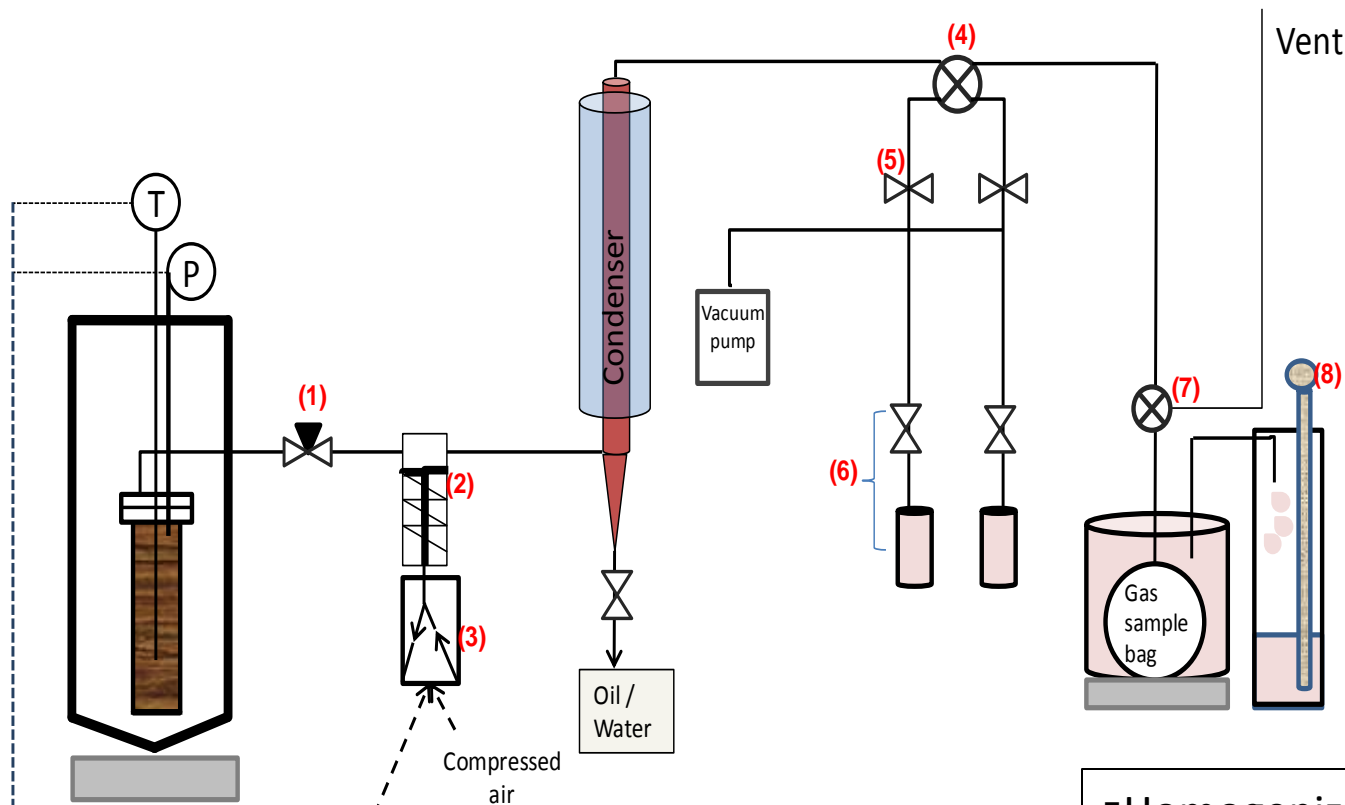 (4)
Vent
(5)
T
P
Condenser
Vacuum
pump
(1)
(7)
(8)
(2)
(6)
(3)
Gas
sample
bag
Oil /
Water
Compressed
air